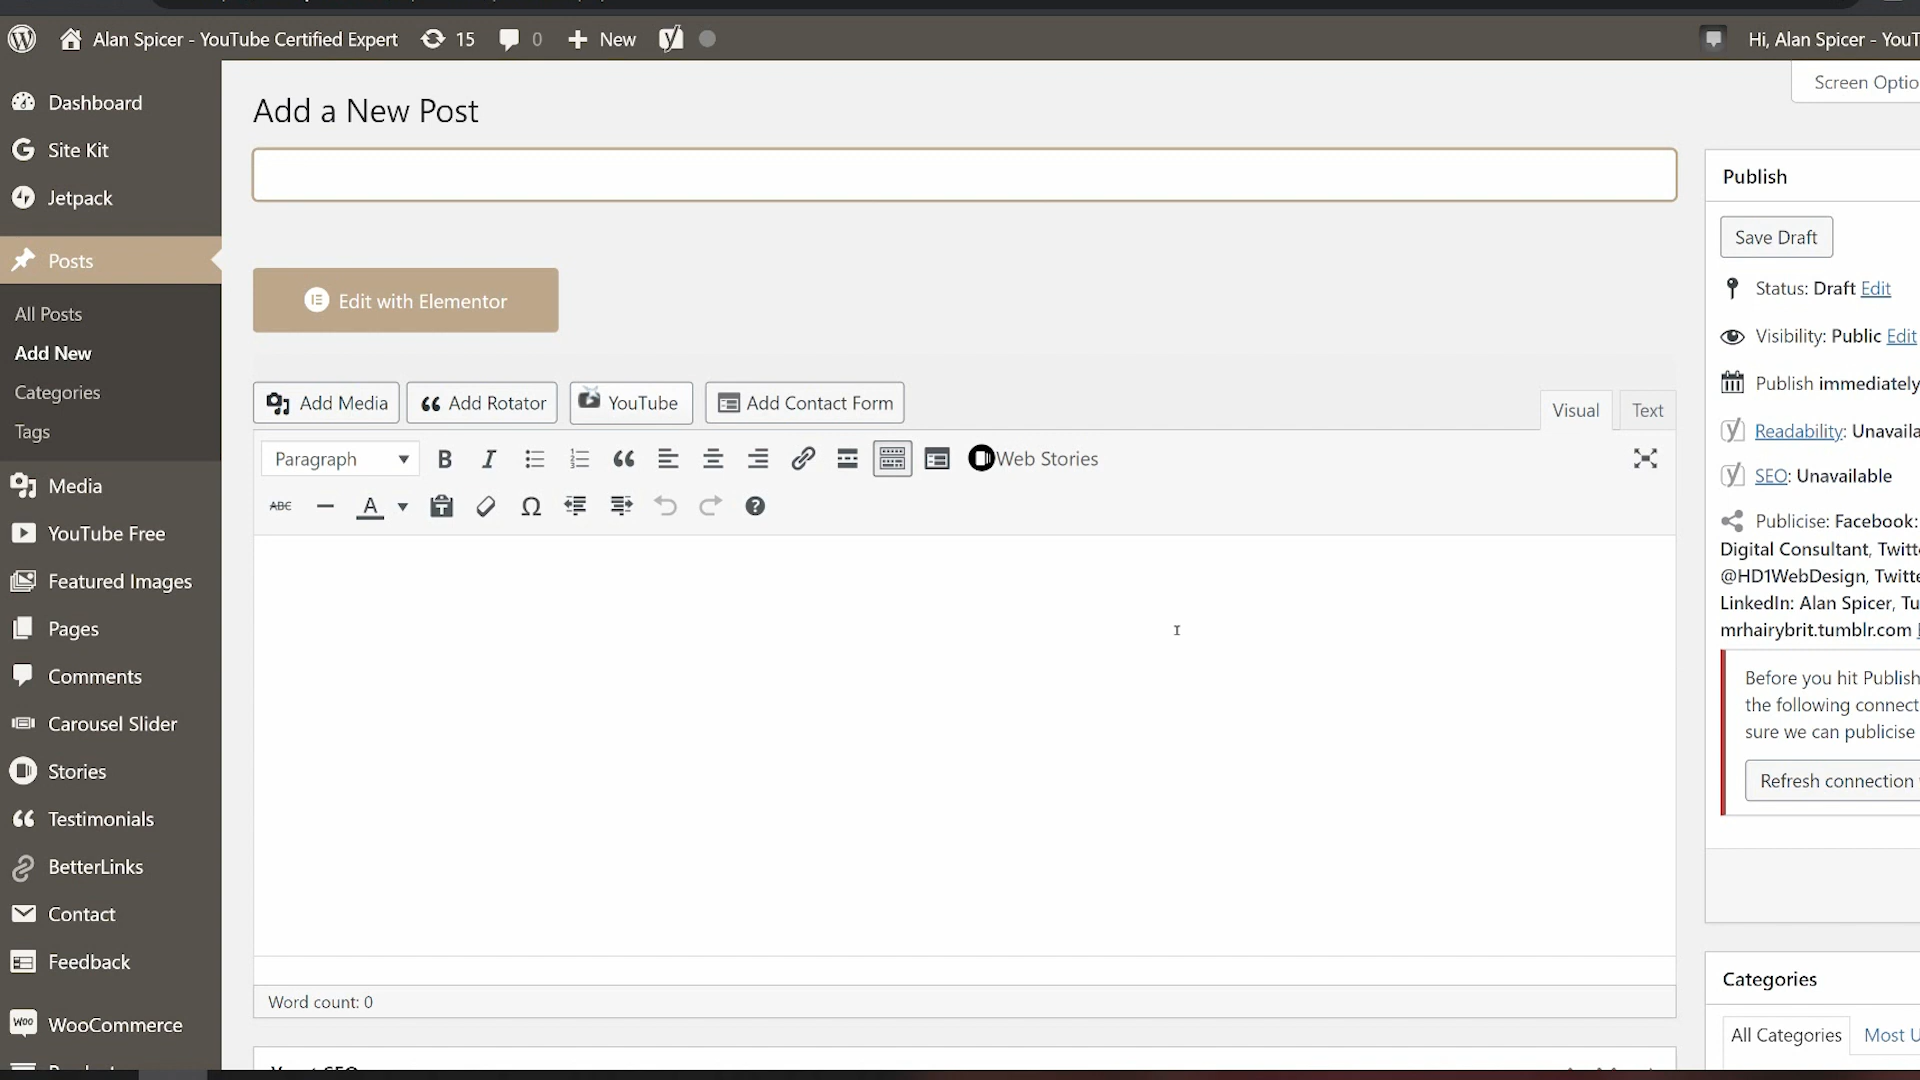 Alan Spicer - YouTube Certified Expert 15 0 New Hi, Alan Spicer - YouT
Screen Optio
Dashboard
Site Kit
Jetpack
Posts
All Posts
Add New
Categories
Tags
Media
YouTube Free
Featured Images
Pages
Comments
Carousel Slider
Stories
Testimonials
BetterLinks
Contact
Feedback
WOO WooCommerce
Add a New Post
Edit with Elementor
Add Media Add Rotator YouTube Add Contact Form
Visual Text
Paragraph B I Web Stories
ABC A Ω
Word count: 0
Publish
Save Draft
Status: Draft Edit
Visibility: Public Edit
Publish immediately
Readability: Unavaila
SEO: Unavailable
Publicise: Facebook:
Digital Consultant, Twitt
@HD1WebDesign, Twitte
LinkedIn: Alan Spicer, Tu
mrhairybrit.tumblr.com
Before you hit Publish
the following connect
sure we can publicise
Refresh connection
Categories
All Categories Most U